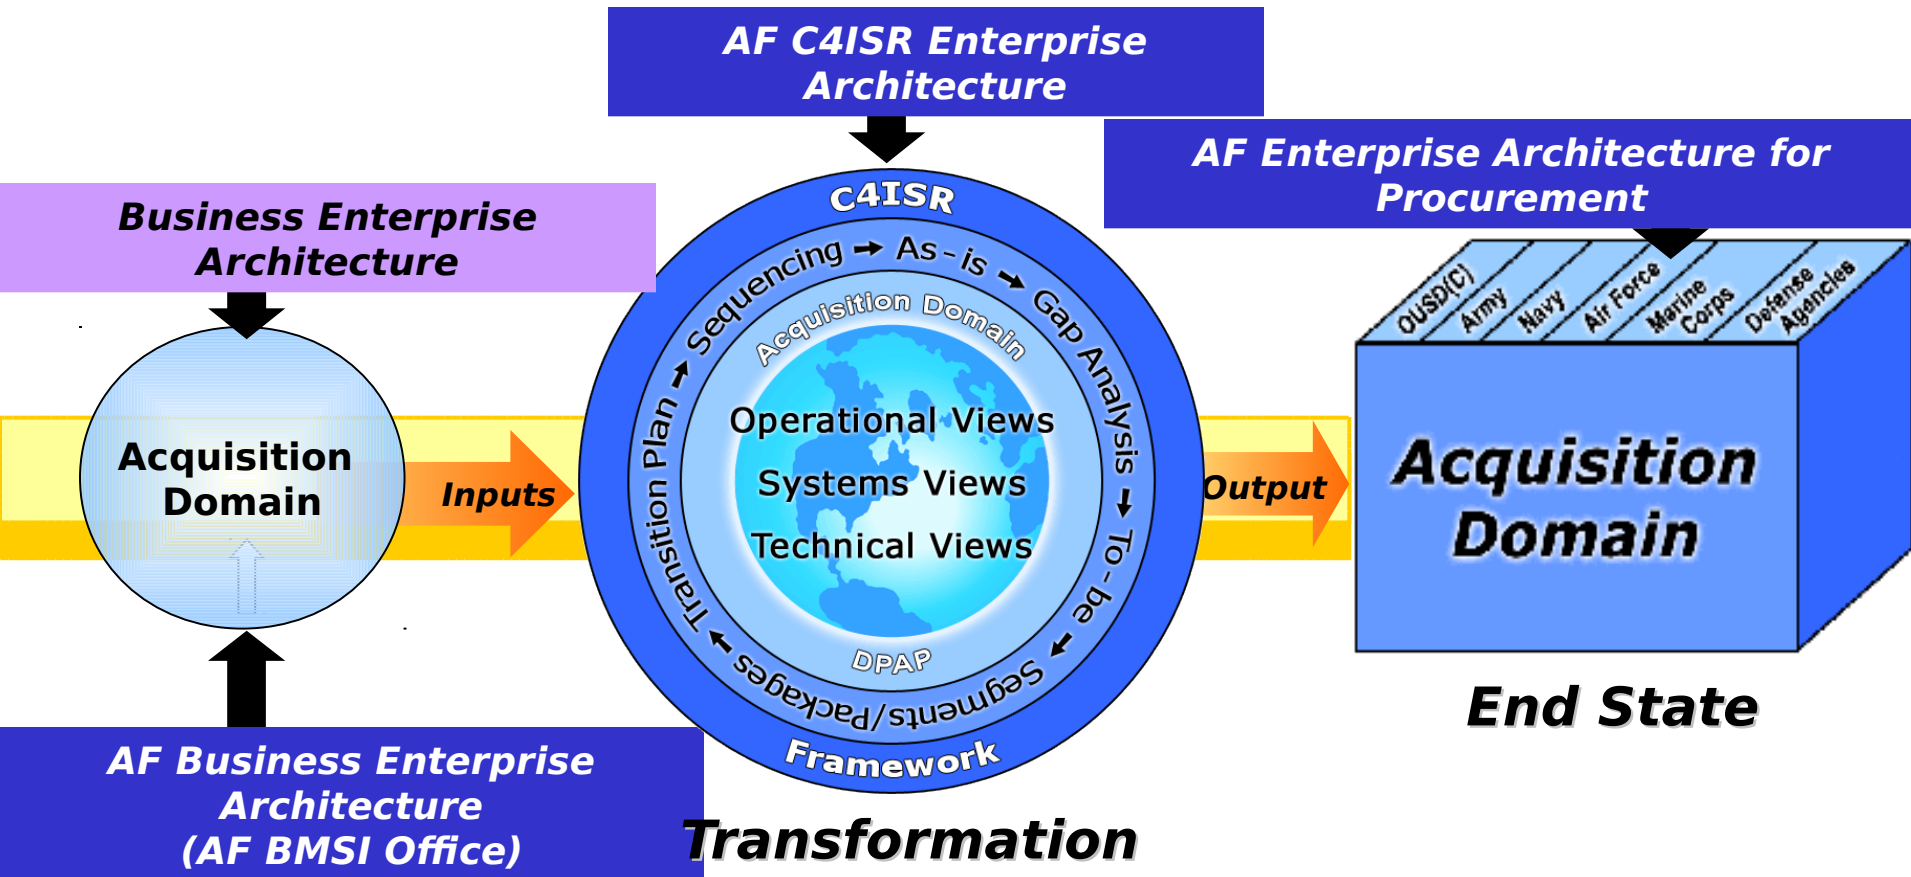 AF C4ISR Enterprise
Architecture
AF Enterprise Architecture for
Procurement
Business Enterprise
Architecture
C4ISR
Sequencing
As-is
Gap Analysis
To-be
Segments/Packages
Transition Plan
Acquisition Domain
Operational Views
Systems Views
Technical Views
DPAP
Framework
Acquisition
Domain
Inputs
Output
OUSD(C)
Army
Navy
Air Force
Marine
Corps
Defense
Agencies
Acquisition
Domain
End State
AF Business Enterprise
Architecture
(AF BMSI Office)
Transformation